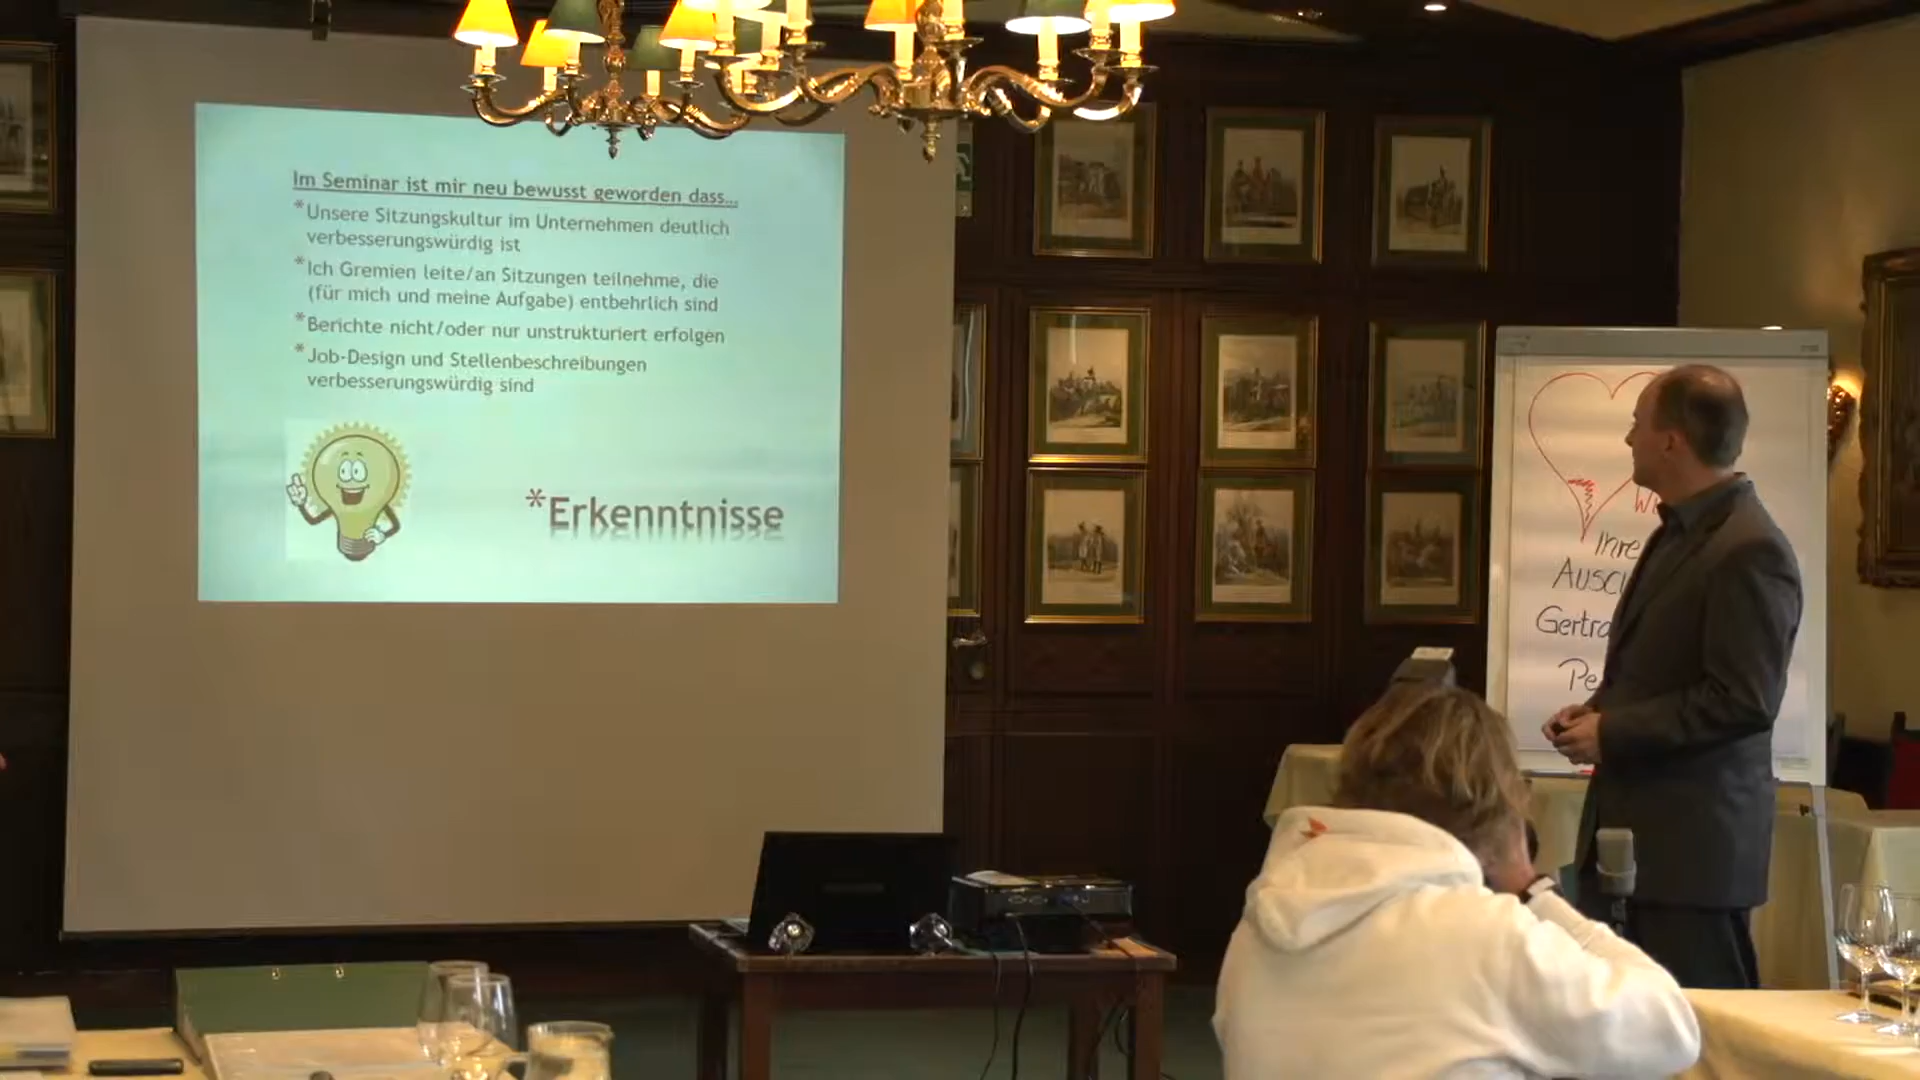 Im Seminar ist mir neu bewusst geworden dass...
*Unsere Sitzungskultur im Unternehmen deutlich
verbesserungswürdig ist
*Ich Gremien leite/an Sitzungen teilnehme, die
(für mich und meine Aufgabe) entbehrlich sind
*Berichte nicht/oder nur unstrukturiert erfolgen
*Job-Design und Stellenbeschreibungen
verbesserungswürdig sind
*Erkenntnisse
Ihre